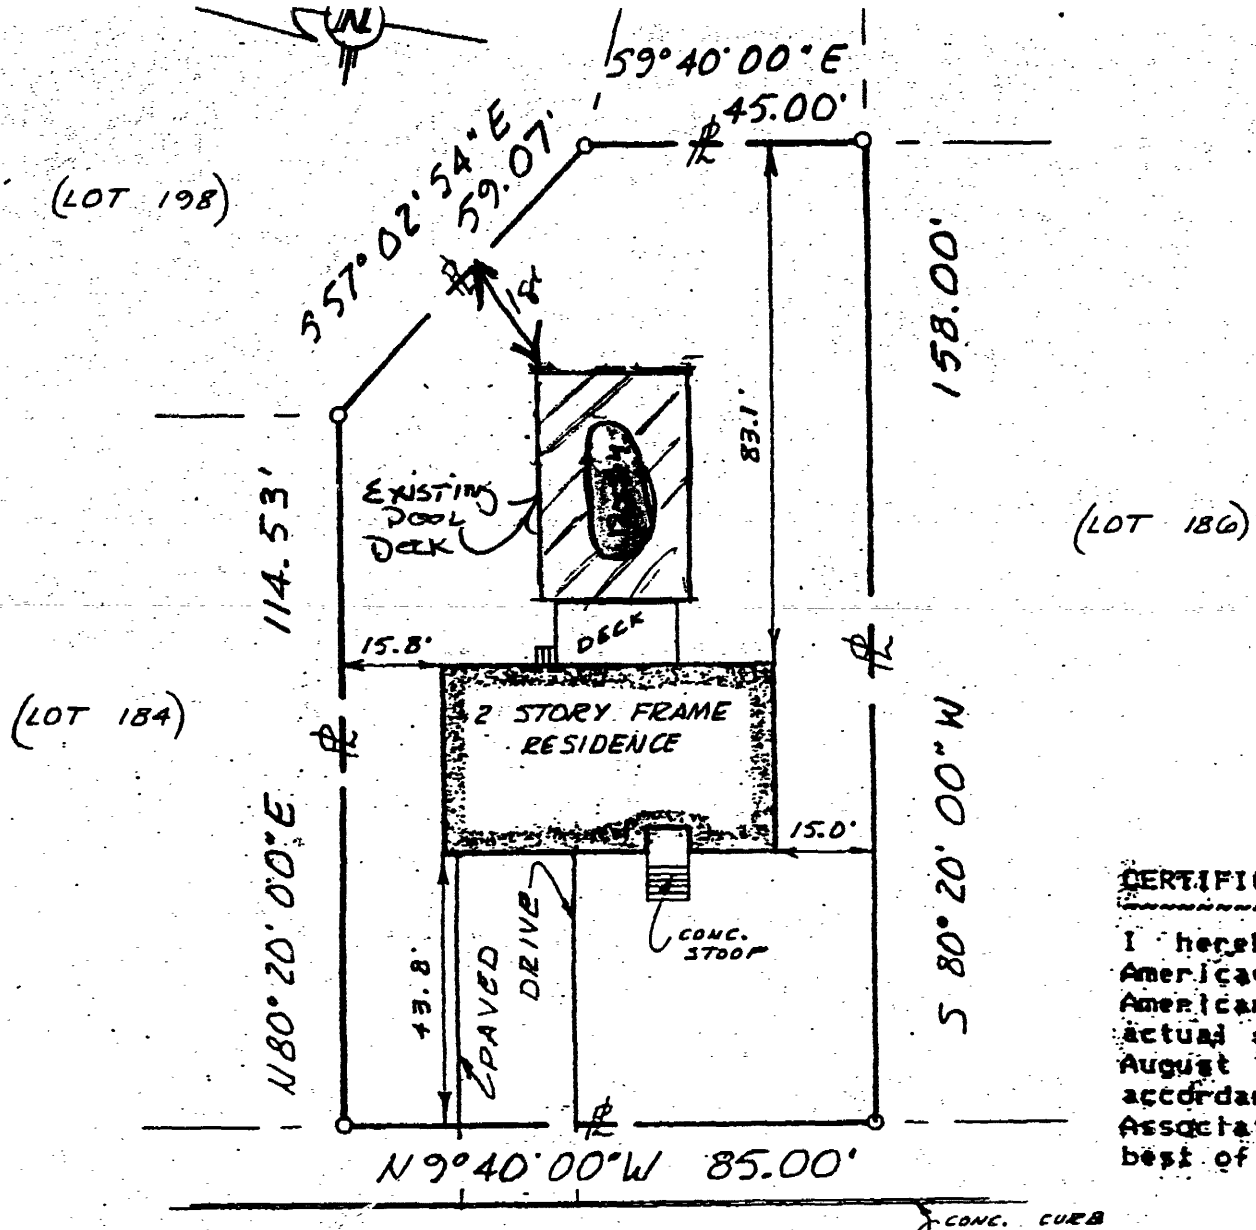 N
S9°40'00"E
45.00'
S57°02'54"E
59.07'
(LOT 198)
18'
158.00'
83.1'
EXISTING
POOL
DECK
114.53'
(LOT 186)
DECK
15.8'
(LOT 184)
2 STORY FRAME
RESIDENCE
15.0'
N80°20'00"E
S 80°20'00"W
43.8'
PAVED
DRIVE
CONC.
STOOP
CERTIFI
I herel
America
American
actual s
August
accordan
Associat
best of
N9°40'00"W 85.00'
CONC. CURB